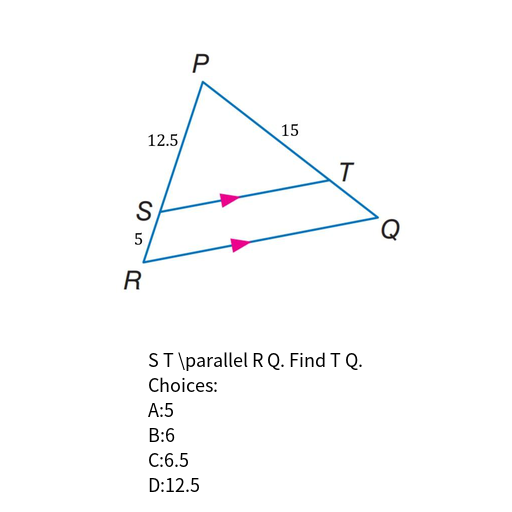 P
15
12.5
T
S
Q
5
R
S T \parallel R Q. Find T Q.
Choices:
A:5
B:6
C:6.5
D:12.5